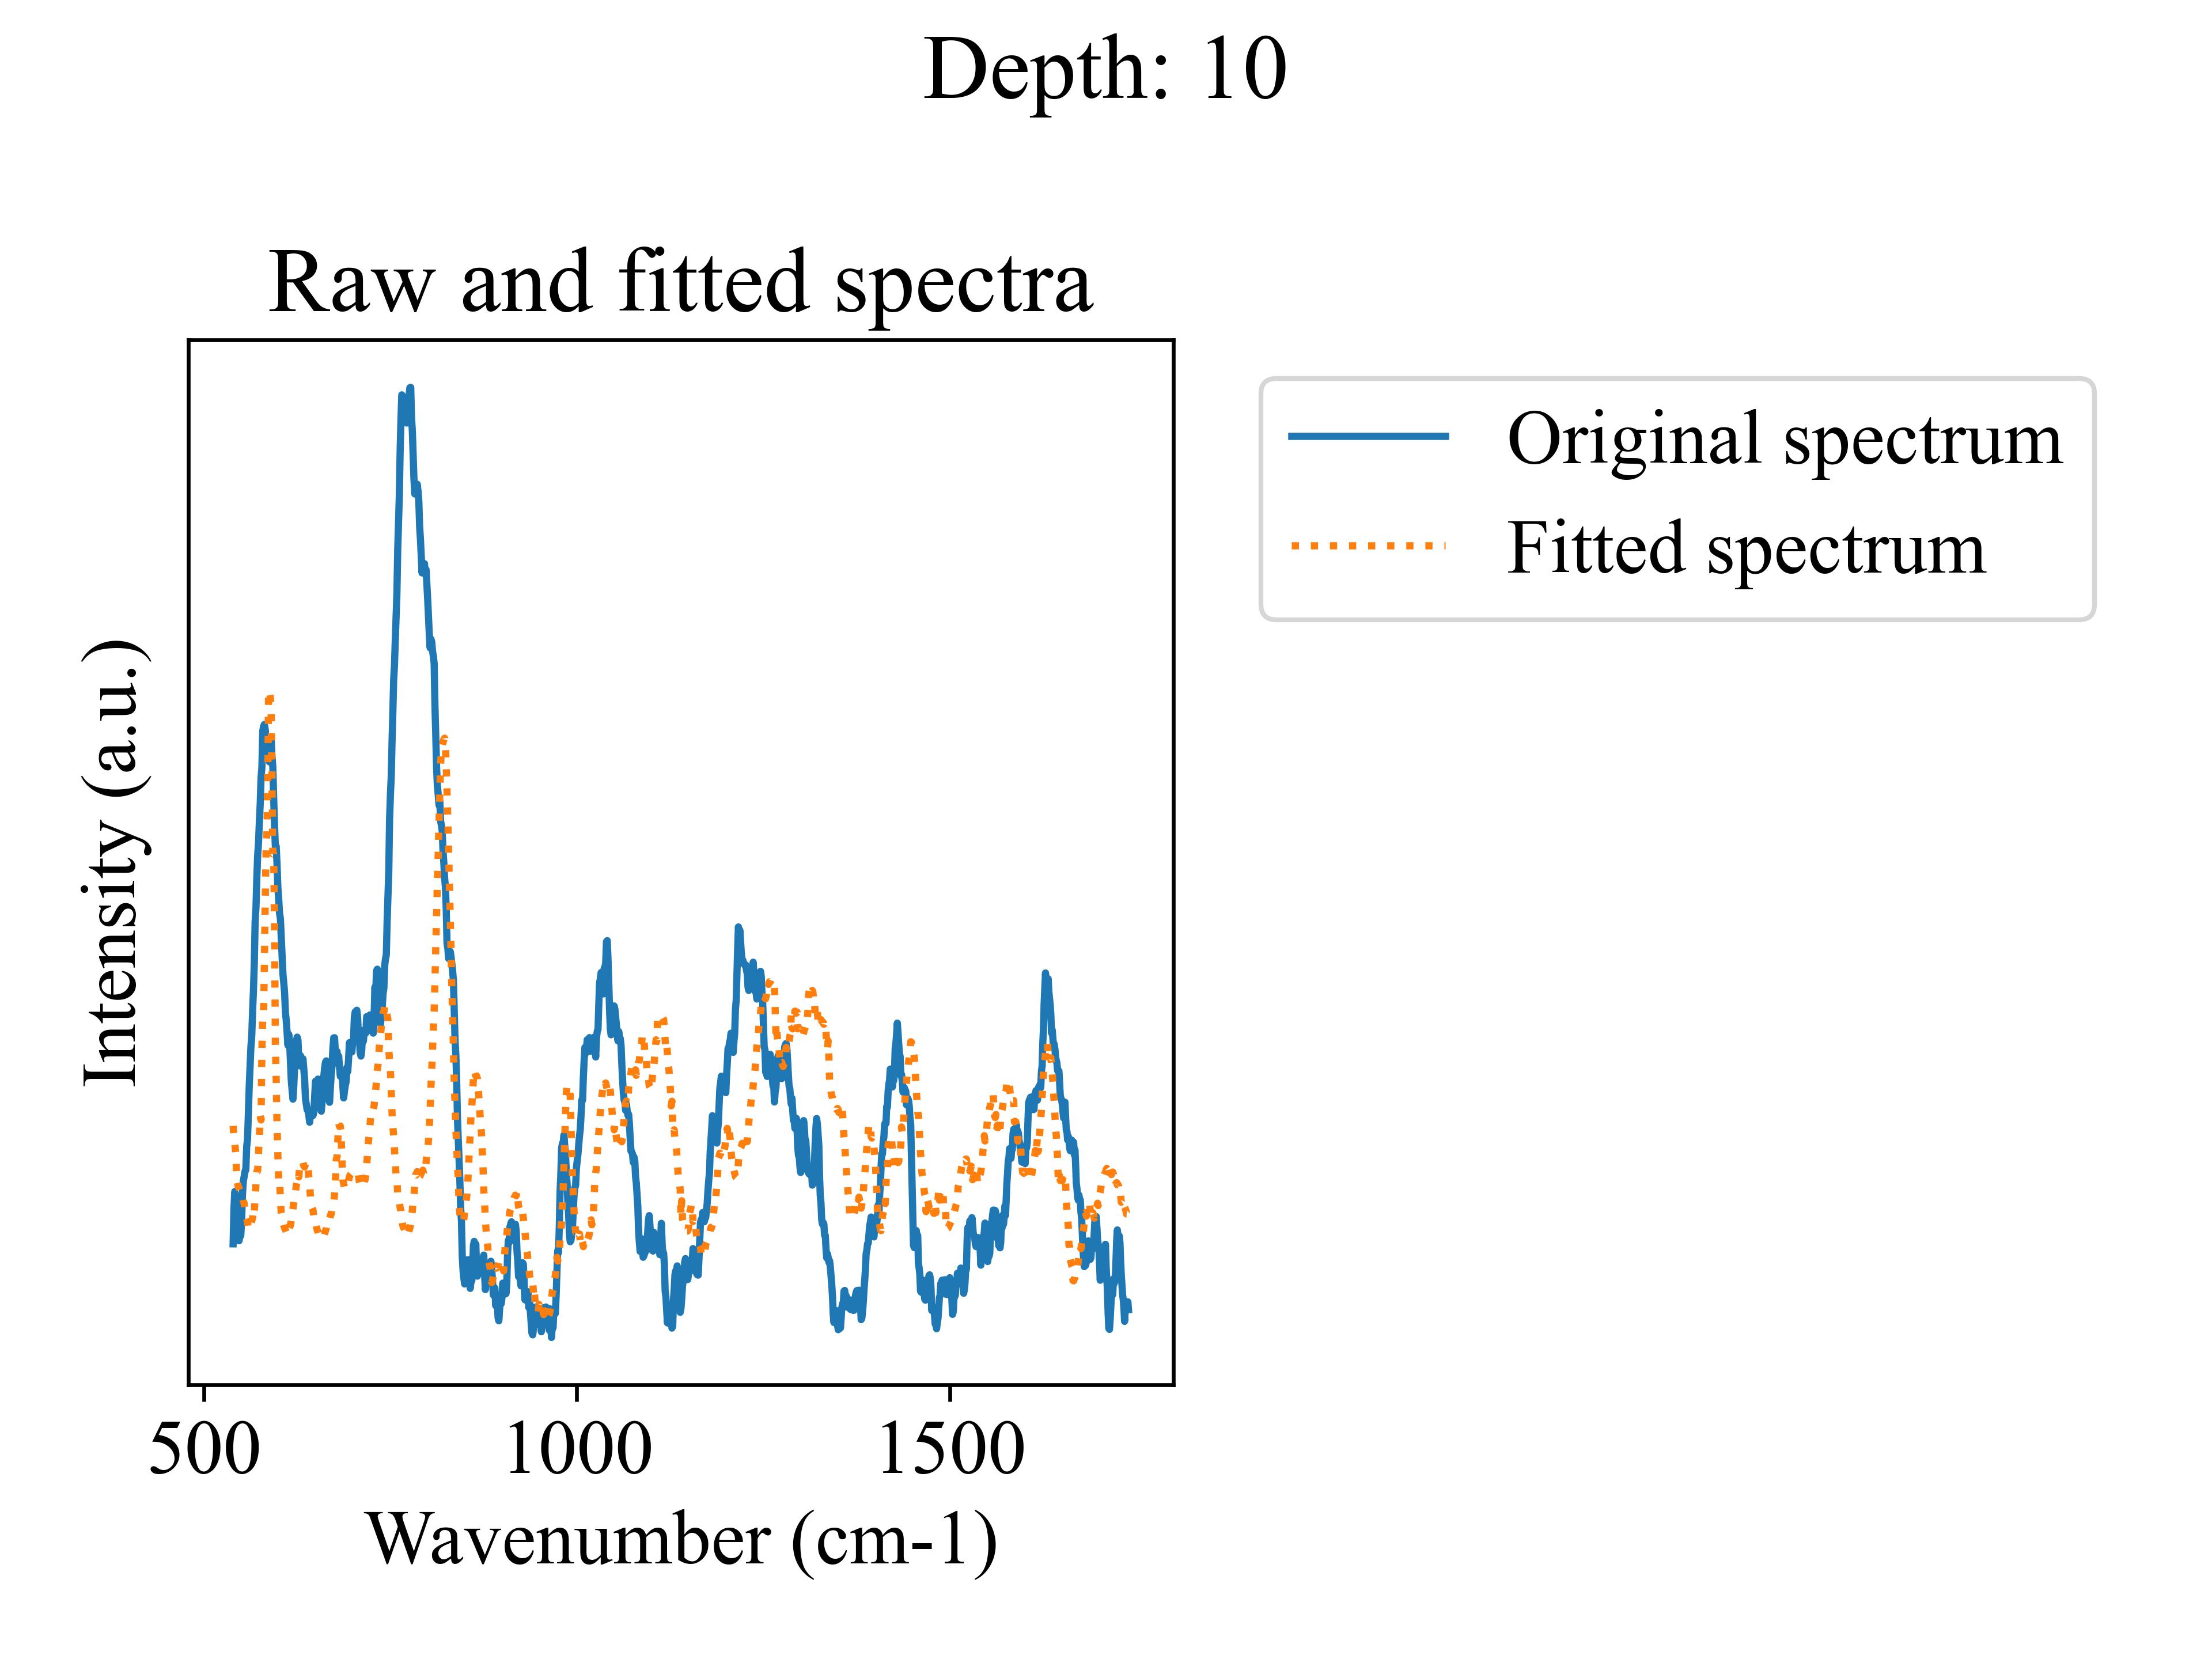 Depth: 10
Raw and fitted spectra
Original spectrum
Fitted spectrum
Intensity (a.u.)
500 1000 1500
Wavenumber (cm-1)